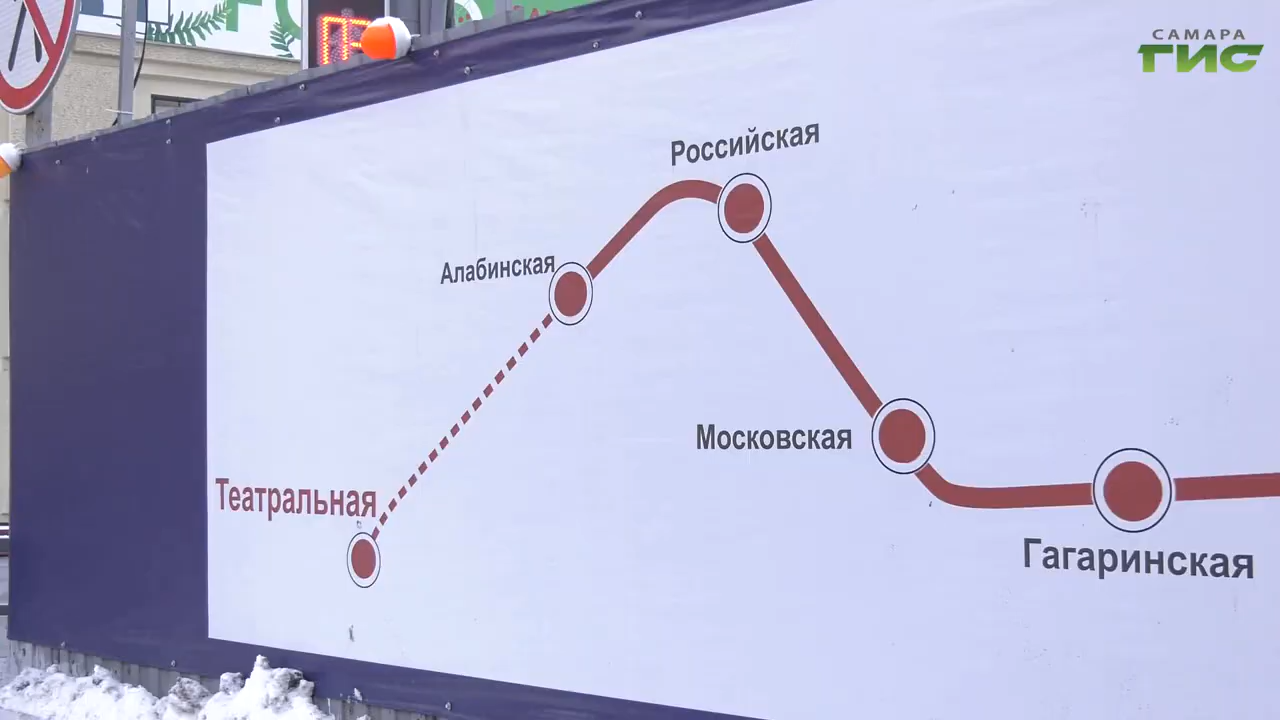 САМАРА
ГИС
Российская
Алабинская
Московская
Театральная
Гагаринская